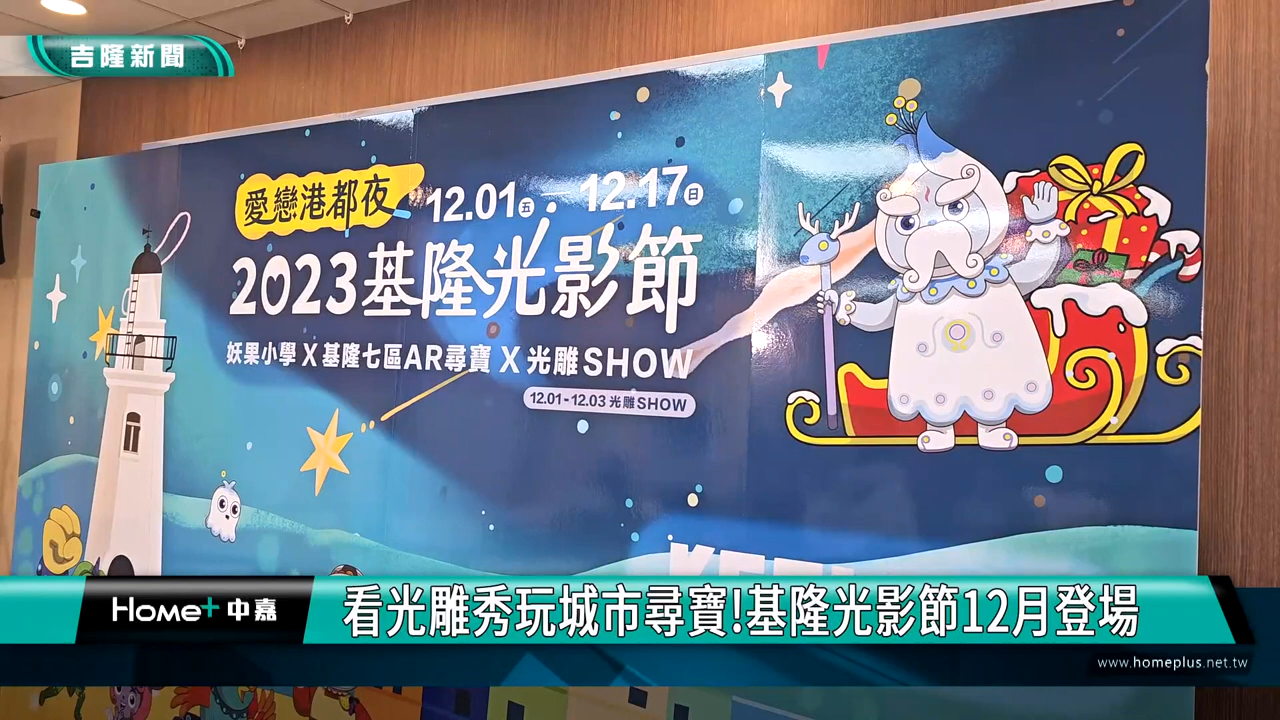 吉隆新聞
愛戀港都夜
12.01五-12.17日
2023基隆光影節
妖果小學X基隆七區AR尋寶X光雕SHOW
12.01-12.03光雕SHOW
Home+中嘉
看光雕秀玩城市尋寶!基隆光影節12月登場
www.homeplus.net.tw